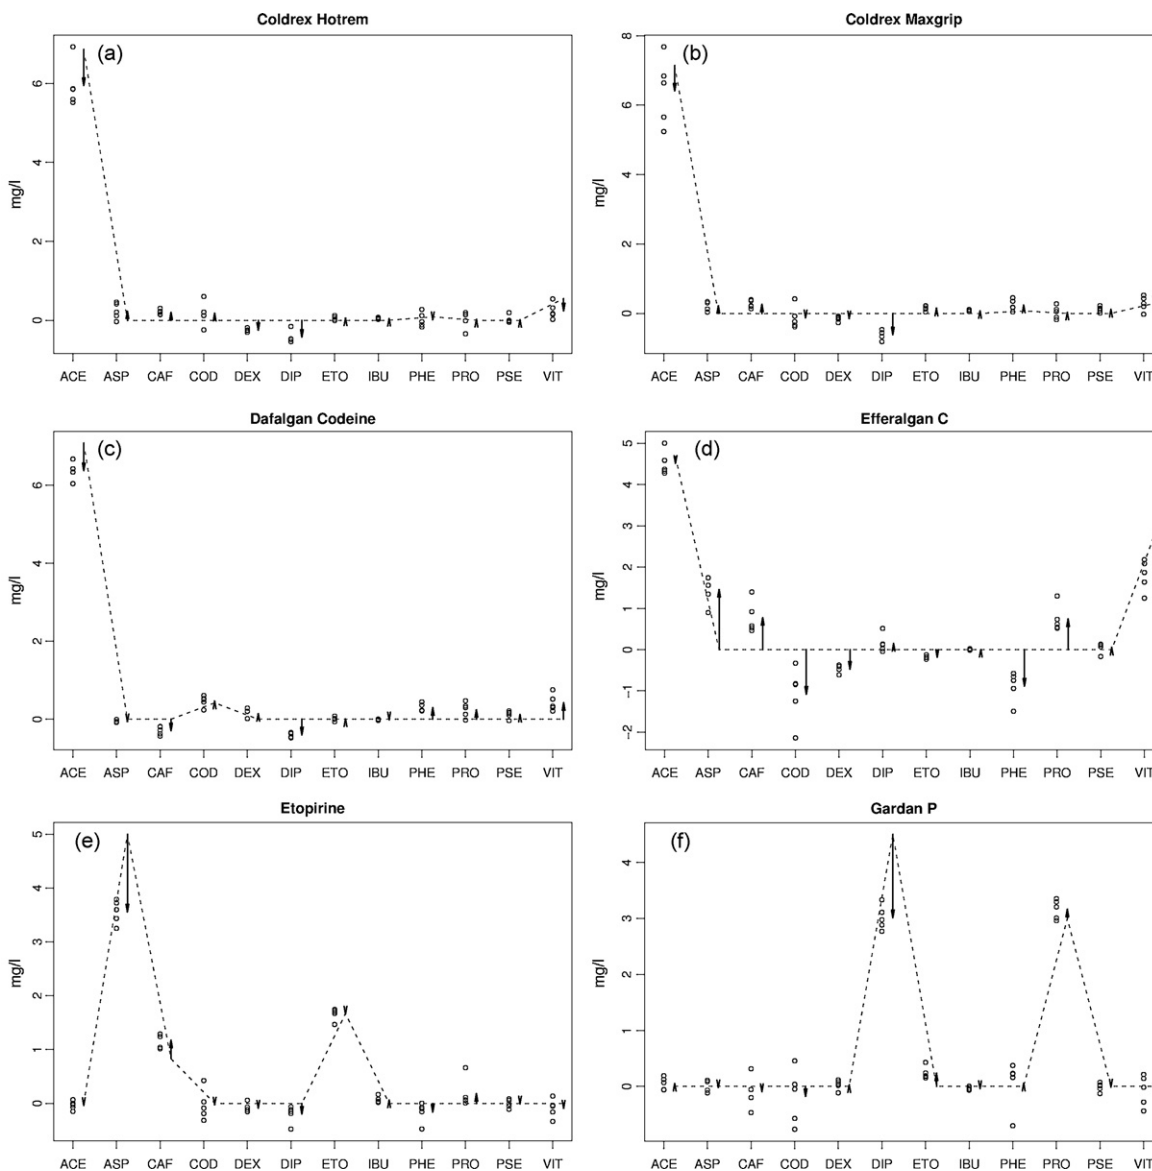 Coldrex Hotrem
(a)
mg/l
6
4
2
0
ACE ASP CAF COD DEX DIP ETO IBU PHE PRO PSE VIT
Coldrex Maxgrip
(b)
mg/l
8
6
4
2
0
ACE ASP CAF COD DEX DIP ETO IBU PHE PRO PSE VIT
Dafalgan Codeine
(c)
mg/l
6
4
2
0
ACE ASP CAF COD DEX DIP ETO IBU PHE PRO PSE VIT
Efferalgan C
(d)
mg/l
5
4
3
2
1
0
−1
−2
ACE ASP CAF COD DEX DIP ETO IBU PHE PRO PSE VIT
Etopirine
(e)
mg/l
5
4
3
2
1
0
ACE ASP CAF COD DEX DIP ETO IBU PHE PRO PSE VIT
Gardan P
(f)
mg/l
4
3
2
1
0
ACE ASP CAF COD DEX DIP ETO IBU PHE PRO PSE VIT